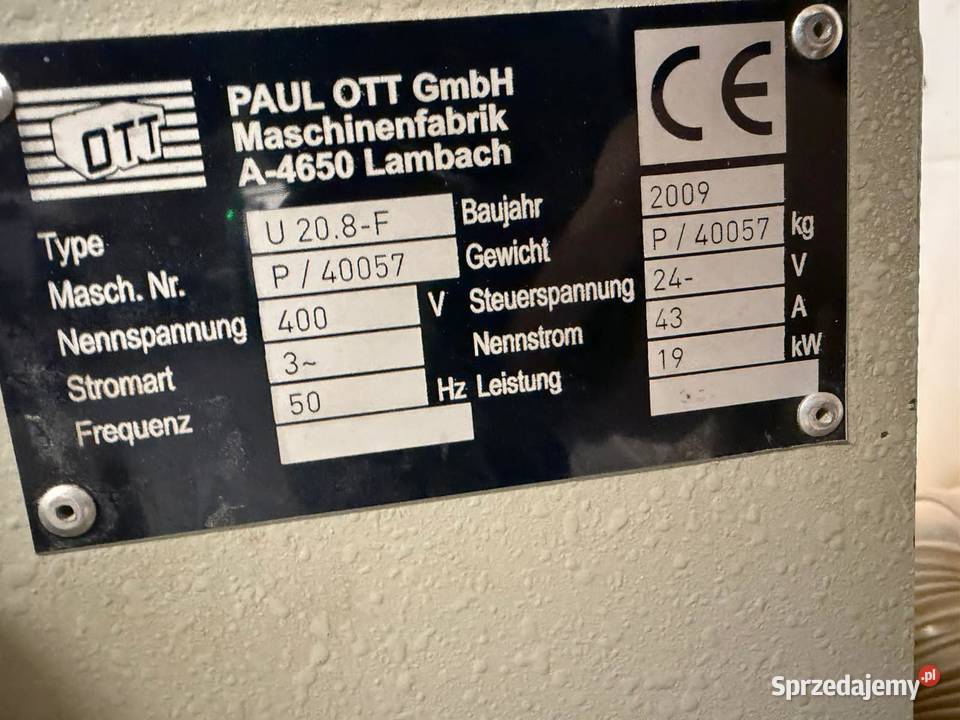 OTT
PAUL OTT GmbH
Maschinenfabrik
A-4650 Lambach
CE
Type U 20.8-F Baujahr 2009
Masch. Nr. P / 40057 Gewicht P / 40057 kg
Nennspannung 400 V Steuerspannung 24- V
Stromart 3~ Nennstrom 43 A
Frequenz 50 Hz Leistung 19 kW
Sprzedajemy.pl